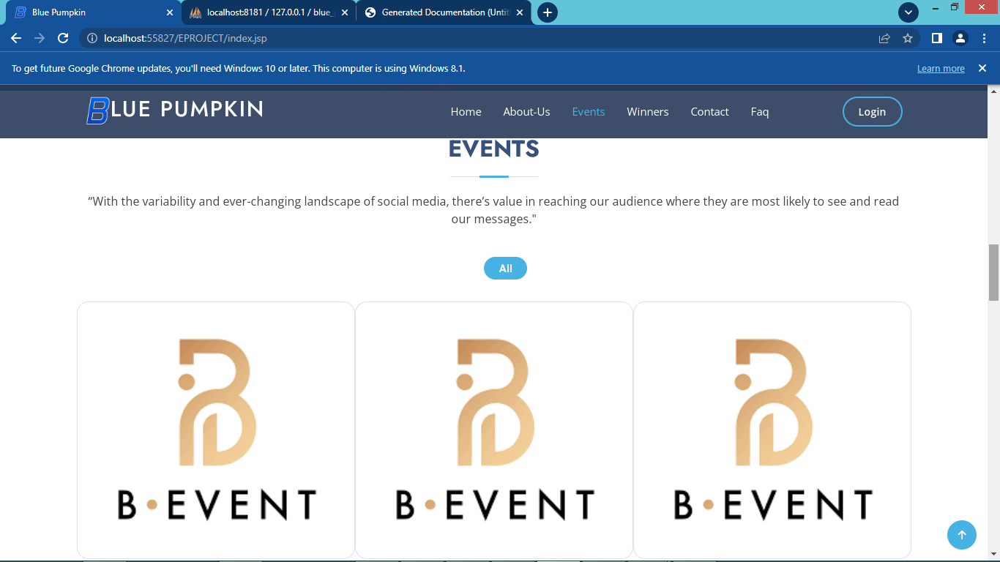 Blue Pumpkin
localhost:8181 / 127.0.0.1 / blue_
Generated Documentation (Untit
localhost:55827/EPROJECT/index.jsp
To get future Google Chrome updates, you'll need Windows 10 or later. This computer is using Windows 8.1.
Learn more
BLUE PUMPKIN
Home About-Us Events Winners Contact Faq Login
EVENTS
“With the variability and ever-changing landscape of social media, there’s value in reaching our audience where they are most likely to see and read
our messages."
All
B•EVENT
B•EVENT
B•EVENT